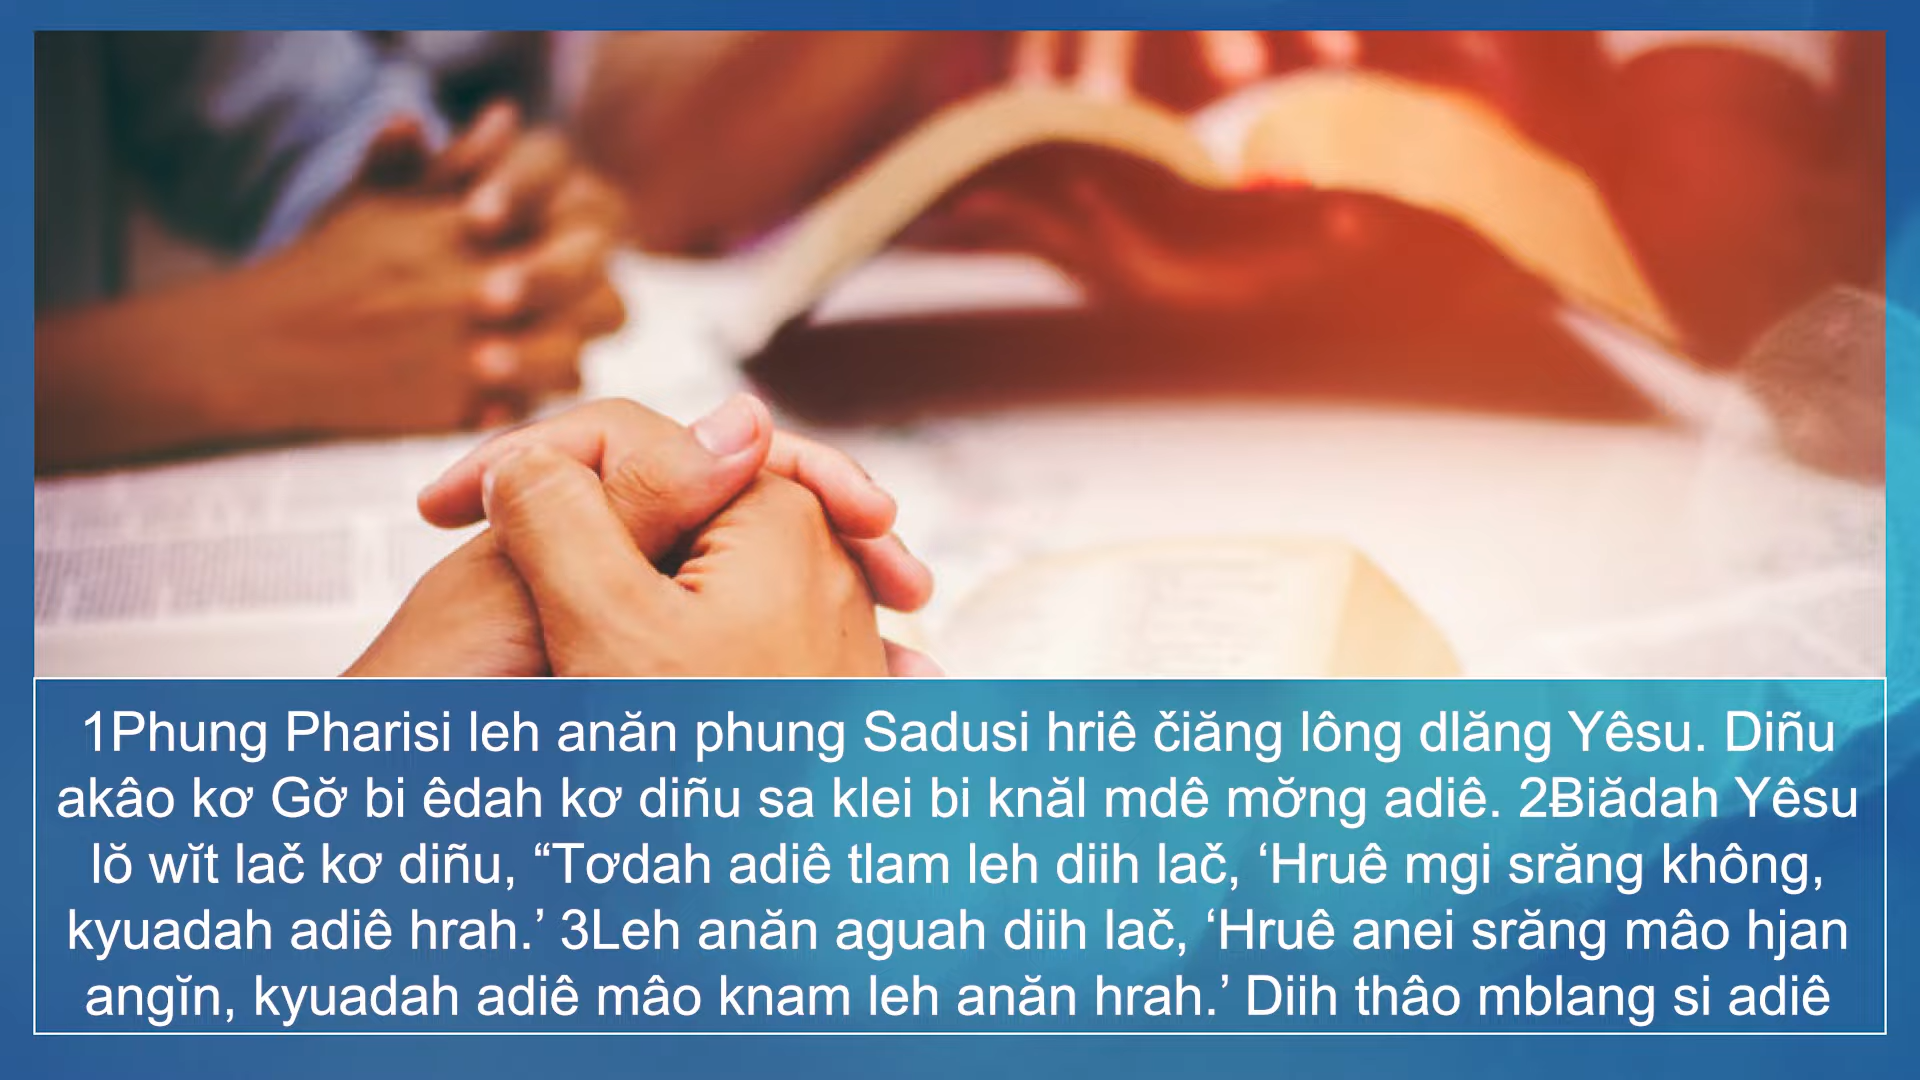 1Phung Pharisi leh anăn phung Sadusi hriê čiăng lông dlăng Yêsu. Diñu
akâo kơ Gơ̆ bi êdah kơ diñu sa klei bi knăl mdê mơ̆ng adiê. 2Ƀiădah Yêsu
lŏ wĭt lač kơ diñu, “Tơdah adiê tlam leh diih lač, ‘Hruê mgi srăng không,
kyuadah adiê hrah.’ 3Leh anăn aguah diih lač, ‘Hruê anei srăng mâo hjan
angĭn, kyuadah adiê mâo knam leh anăn hrah.’ Diih thâo mblang si adiê